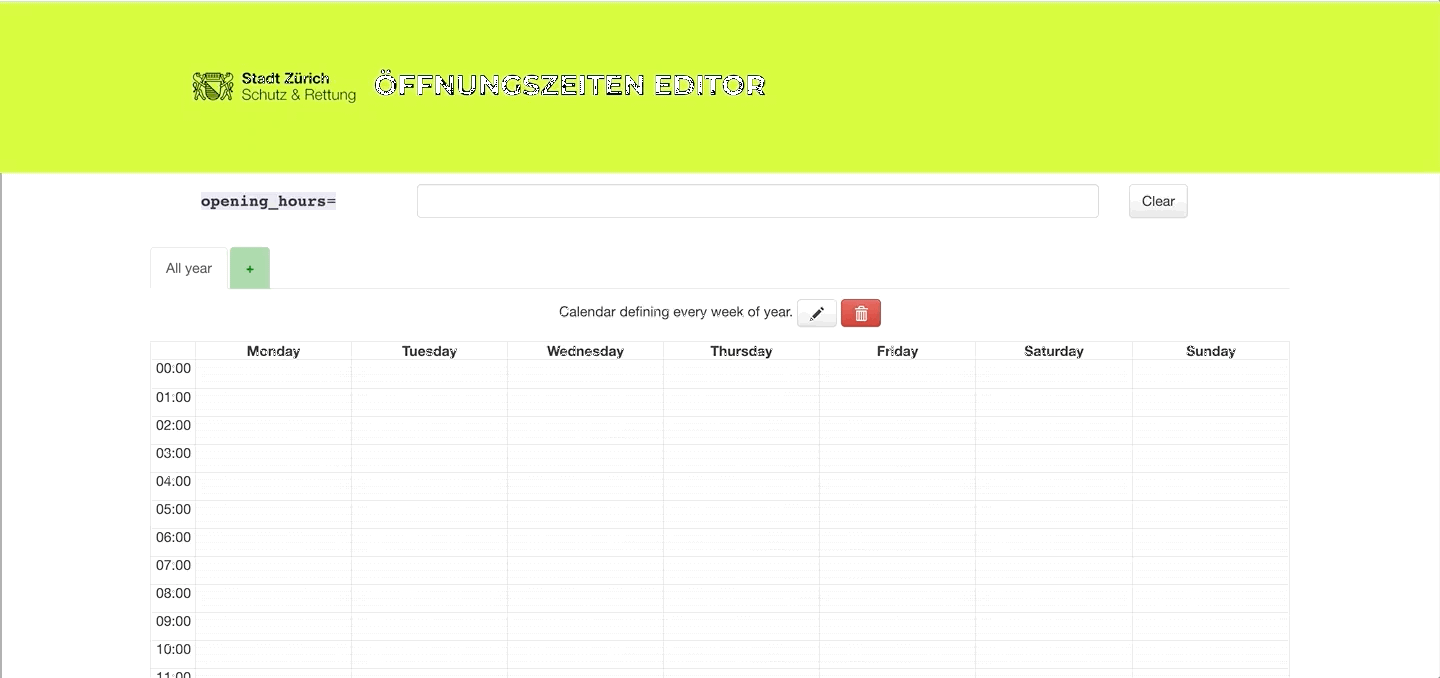 Stadt Zürich
Schutz & Rettung
ÖFFNUNGSZEITEN EDITOR
opening_hours=
Clear
All year
+
Calendar defining every week of year.
Monday Tuesday Wednesday Thursday Friday Saturday Sunday
00:00
01:00
02:00
03:00
04:00
05:00
06:00
07:00
08:00
09:00
10:00
11:00